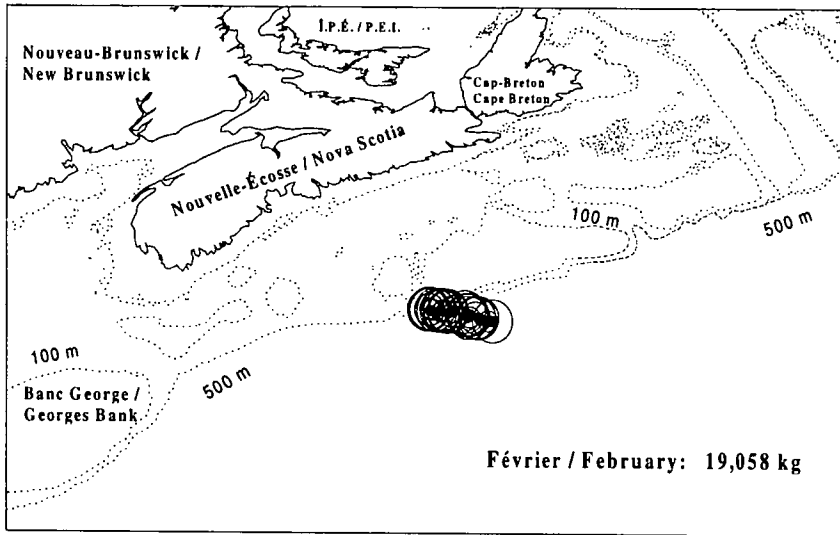 Î.P.É. / P.E.I.
Nouveau-Brunswick /
New Brunswick
Cap-Breton
Cape Breton
Nouvelle-Écosse / Nova Scotia
100 m
500 m
100 m
500 m
Banc George /
Georges Bank
Février / February: 19,058 kg